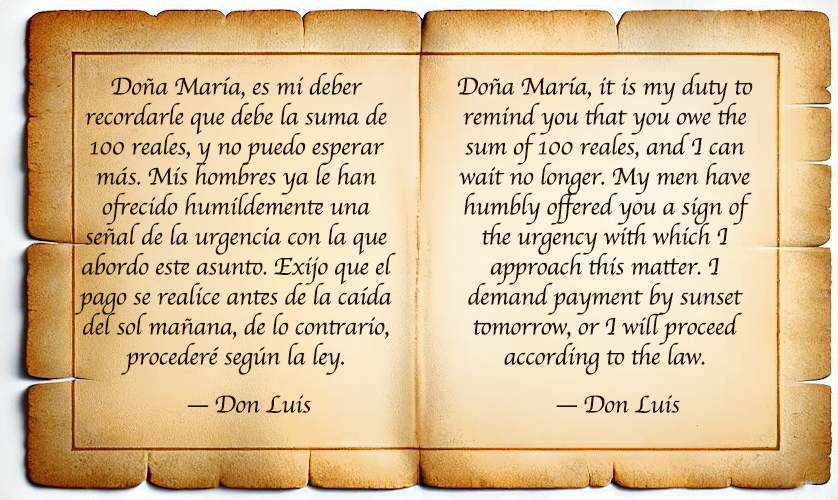 Doña María, es mi deber
recordarle que debe la suma de
100 reales, y no puedo esperar
más. Mis hombres ya le han
ofrecido humildemente una
señal de la urgencia con la que
abordo este asunto. Exijo que el
pago se realice antes de la caída
del sol mañana, de lo contrario,
procederé según la ley.
— Don Luis
Doña María, it is my duty to
remind you that you owe the
sum of 100 reales, and I can
wait no longer. My men have
humbly offered you a sign of
the urgency with which I
approach this matter. I
demand payment by sunset
tomorrow, or I will proceed
according to the law.
— Don Luis